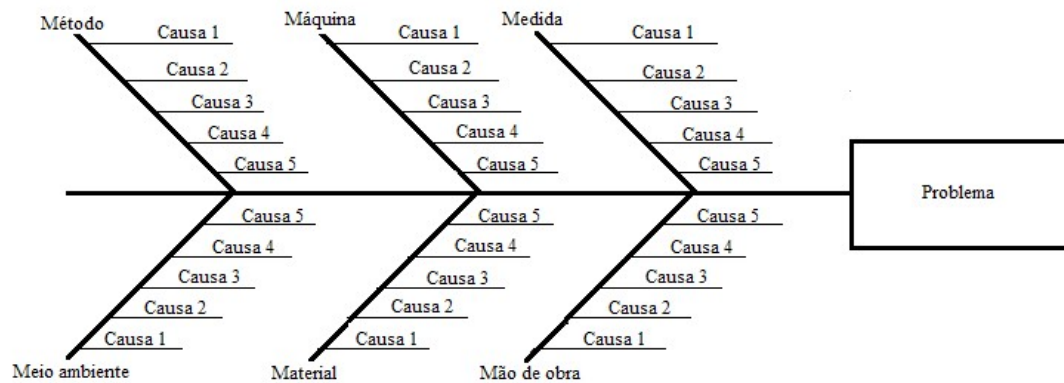 Método
Causa 1
Causa 2
Causa 3
Causa 4
Causa 5
Máquina
Causa 1
Causa 2
Causa 3
Causa 4
Causa 5
Medida
Causa 1
Causa 2
Causa 3
Causa 4
Causa 5
Problema
Causa 5
Causa 4
Causa 3
Causa 2
Causa 1
Meio ambiente
Causa 5
Causa 4
Causa 3
Causa 2
Causa 1
Material
Causa 5
Causa 4
Causa 3
Causa 2
Causa 1
Mão de obra